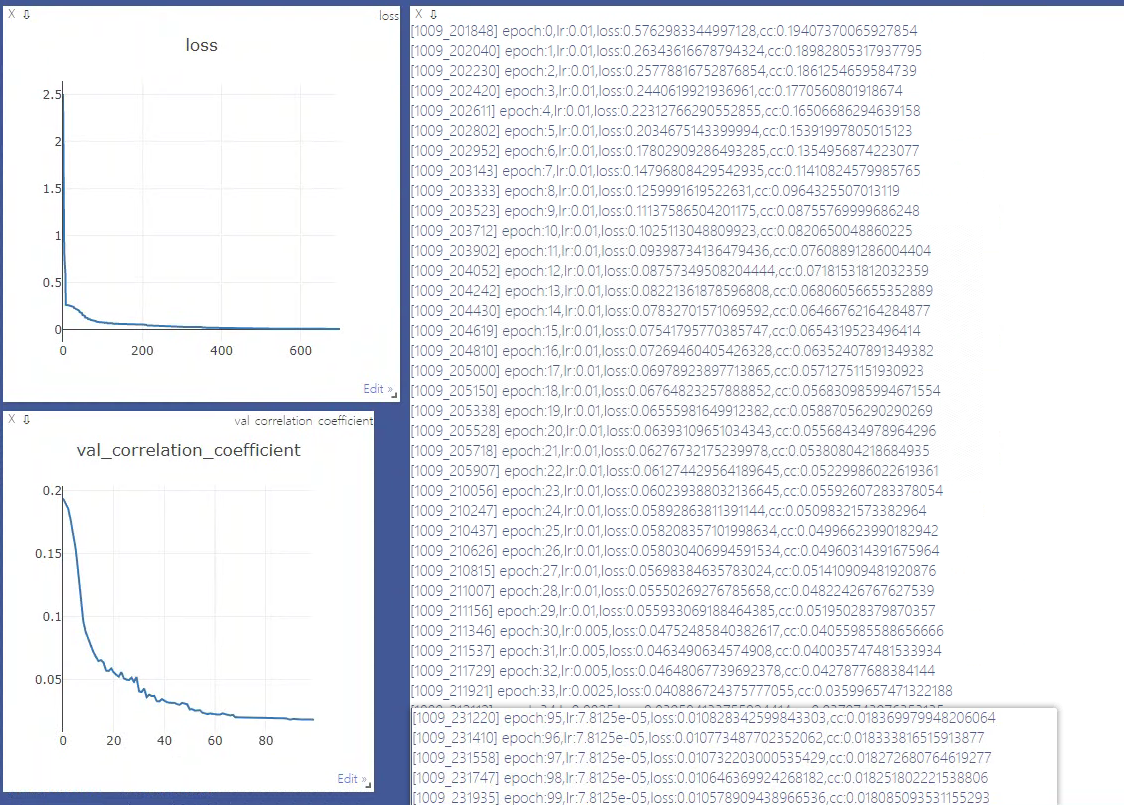 X ⇩ loss
loss
2.5
2
1.5
1
0.5
0
0 200 400 600
Edit »
X ⇩ val correlation coefficient
val_correlation_coefficient
0.2
0.15
0.1
0.05
0 20 40 60 80
Edit »
X ⇩
[1009_201848] epoch:0,lr:0.01,loss:0.5762983344997128,cc:0.19407370065927854
[1009_202040] epoch:1,lr:0.01,loss:0.26343616678794324,cc:0.18982805317937795
[1009_202230] epoch:2,lr:0.01,loss:0.25778816752876854,cc:0.1861254659584739
[1009_202420] epoch:3,lr:0.01,loss:0.2440619921936961,cc:0.1770560801918674
[1009_202611] epoch:4,lr:0.01,loss:0.22312766290552855,cc:0.16506686294639158
[1009_202802] epoch:5,lr:0.01,loss:0.2034675143399994,cc:0.15391997805015123
[1009_202952] epoch:6,lr:0.01,loss:0.17802909286493285,cc:0.1354956874223077
[1009_203143] epoch:7,lr:0.01,loss:0.14796808429542935,cc:0.11410824579985765
[1009_203333] epoch:8,lr:0.01,loss:0.1259991619522631,cc:0.0964325507013119
[1009_203523] epoch:9,lr:0.01,loss:0.11137586504201175,cc:0.08755769999686248
[1009_203712] epoch:10,lr:0.01,loss:0.1025113048809923,cc:0.0820650048860225
[1009_203902] epoch:11,lr:0.01,loss:0.09398734136479436,cc:0.0760889128600440​4
[1009_204052] epoch:12,lr:0.01,loss:0.08757349508204444,cc:0.07181531812032359
[1009_204242] epoch:13,lr:0.01,loss:0.08221361878596808,cc:0.06806056655352889
[1009_204430] epoch:14,lr:0.01,loss:0.07832701571069592,cc:0.06466762164284877
[1009_204619] epoch:15,lr:0.01,loss:0.07541795770385747,cc:0.0654319523496414
[1009_204810] epoch:16,lr:0.01,loss:0.07269460405426328,cc:0.06352407891349382
[1009_205000] epoch:17,lr:0.01,loss:0.06978923897713865,cc:0.05712751151930923
[1009_205150] epoch:18,lr:0.01,loss:0.06764823257888852,cc:0.056830985994671554
[1009_205338] epoch:19,lr:0.01,loss:0.06555981649912382,cc:0.05887056290290269
[1009_205528] epoch:20,lr:0.01,loss:0.06393109651034343,cc:0.05568434978964296
[1009_205718] epoch:21,lr:0.01,loss:0.06276732175239978,cc:0.05380804218684935
[1009_205907] epoch:22,lr:0.01,loss:0.061274429564189645,cc:0.05229986022619361
[1009_210056] epoch:23,lr:0.01,loss:0.060239388032136645,cc:0.05592607283378054
[1009_210247] epoch:24,lr:0.01,loss:0.05892863811391144,cc:0.05098321573382964
[1009_210437] epoch:25,lr:0.01,loss:0.058208357101998634,cc:0.04996623990182942
[1009_210626] epoch:26,lr:0.01,loss:0.058030406994591534,cc:0.04960314391675964
[1009_210815] epoch:27,lr:0.01,loss:0.05698384635783024,cc:0.051410909481920876
[1009_211007] epoch:28,lr:0.01,loss:0.05550269276785658,cc:0.04822426767627539
[1009_211156] epoch:29,lr:0.01,loss:0.055933069188464385,cc:0.05195028379870357
[1009_211346] epoch:30,lr:0.005,loss:0.04752485840382617,cc:0.04055985588656666
[1009_211537] epoch:31,lr:0.005,loss:0.0463490634574908,cc:0.040035747481533934
[1009_211729] epoch:32,lr:0.005,loss:0.04648067739692378,cc:0.04277877688384144
[1009_211921] epoch:33,lr:0.0025,loss:0.040886724375777055,cc:0.03599657471322188
[1009_231220] epoch:95,lr:7.8125e-05,loss:0.010828342599843303,cc:0.018369979948206064
[1009_231410] epoch:96,lr:7.8125e-05,loss:0.010773487702352062,cc:0.018333816515913877
[1009_231558] epoch:97,lr:7.8125e-05,loss:0.010732203000535429,cc:0.018272680764619277
[1009_231747] epoch:98,lr:7.8125e-05,loss:0.010646369924268182,cc:0.018251802221538806
[1009_231935] epoch:99,lr:7.8125e-05,loss:0.010578909438966536,cc:0.018085093531155293